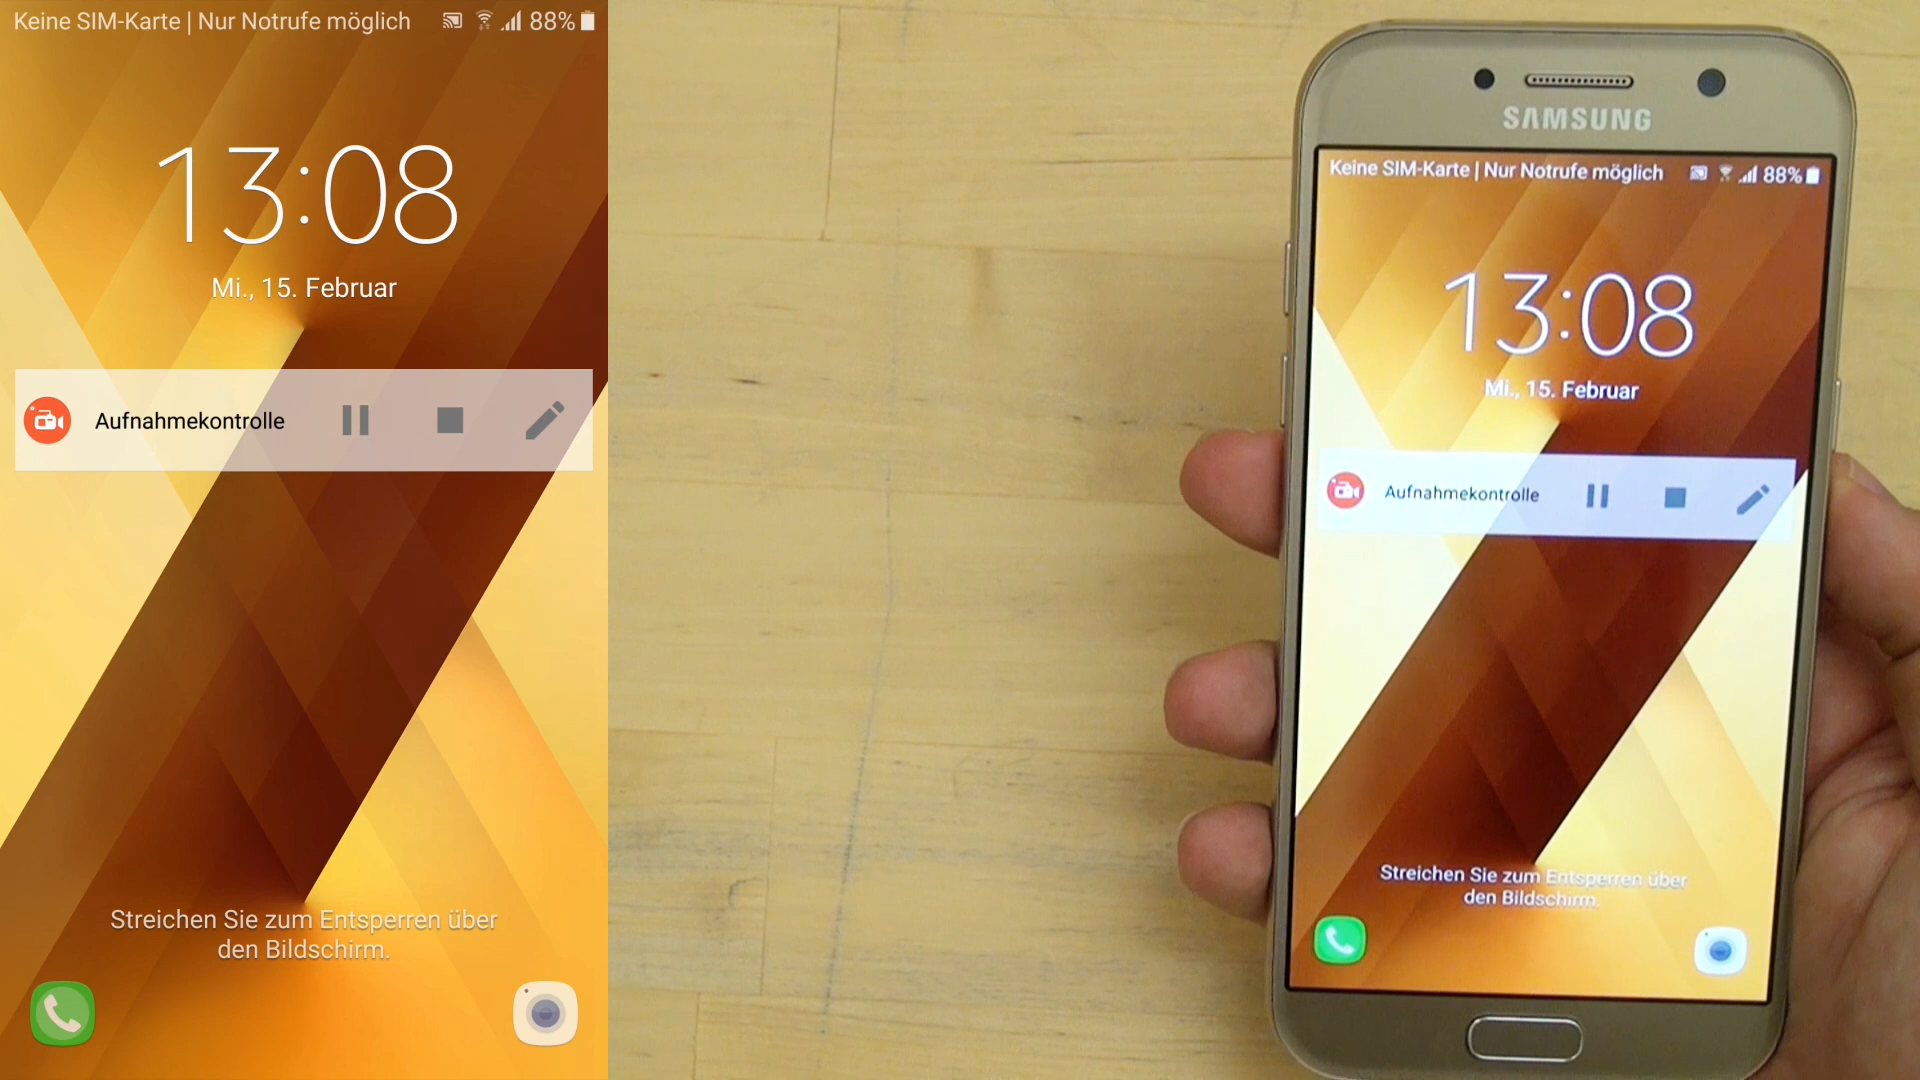 Keine SIM-Karte | Nur Notrufe möglich 88%
13:08
Mi., 15. Februar
Aufnahmekontrolle
Streichen Sie zum Entsperren über
den Bildschirm.
SAMSUNG
Keine SIM-Karte | Nur Notrufe möglich 88%
13:08
Mi., 15. Februar
Aufnahmekontrolle
Streichen Sie zum Entsperren über
den Bildschirm.